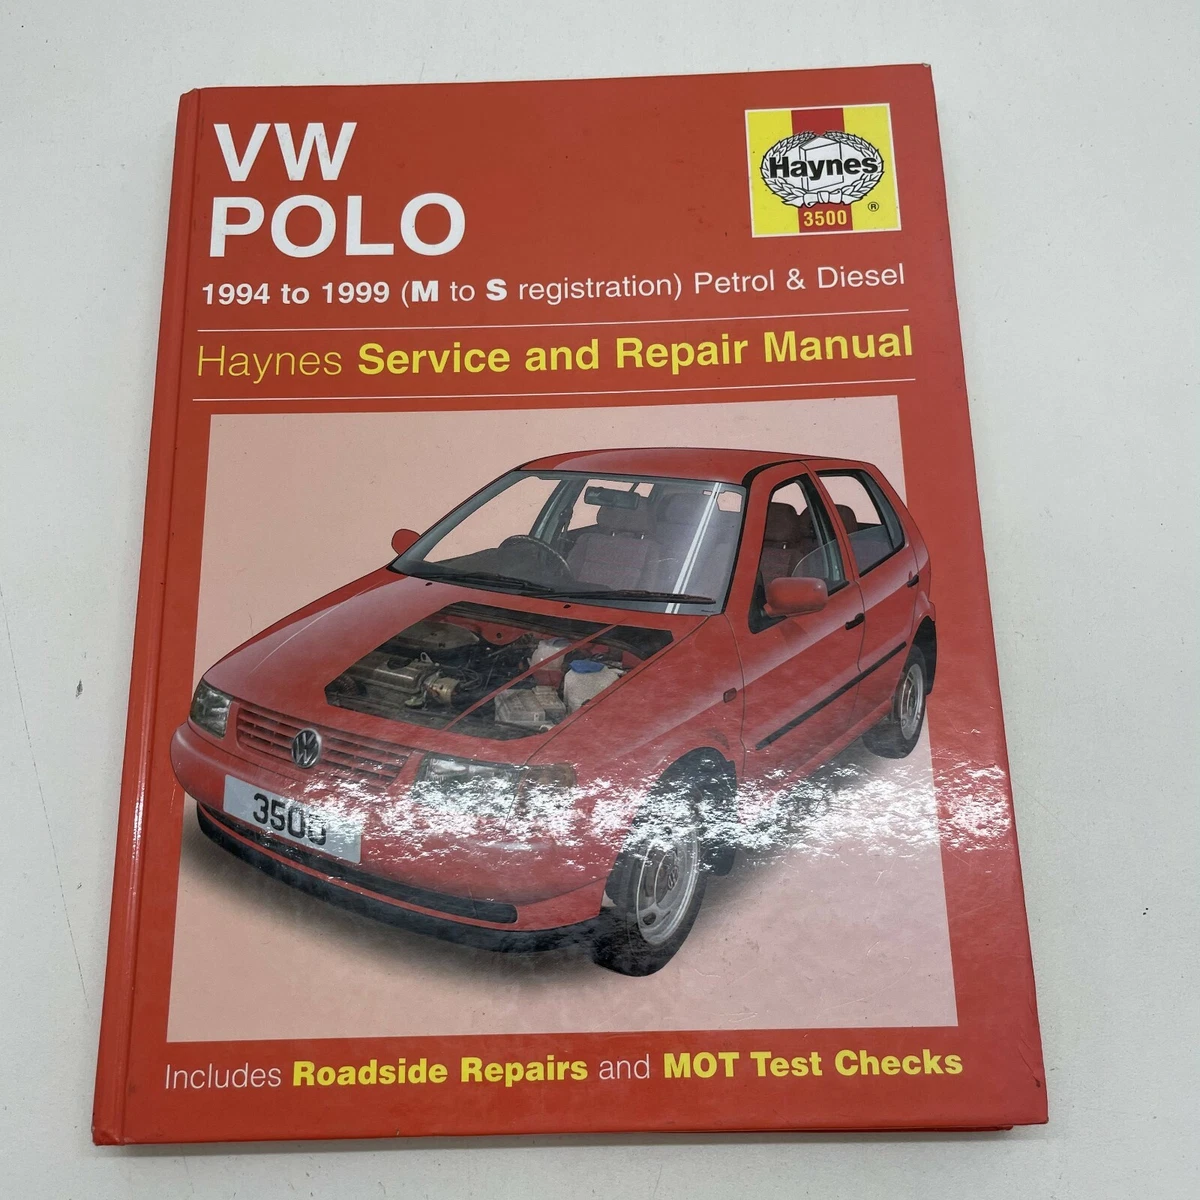 VW
POLO
Haynes
3500
®
1994 to 1999 (M to S registration) Petrol & Diesel
Haynes Service and Repair Manual
3500
Includes Roadside Repairs and MOT Test Checks